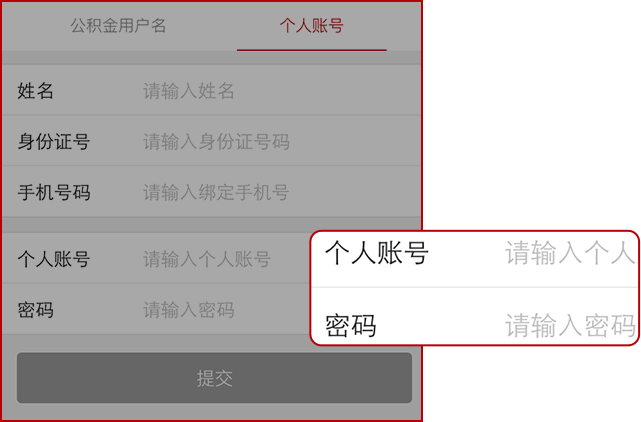 公积金用户名 个人账号
姓名 请输入姓名
身份证号 请输入身份证号码
手机号码 请输入绑定手机号
个人账号 请输入个人账号
密码 请输入密码
提交
个人账号 请输入个人
密码 请输入密码